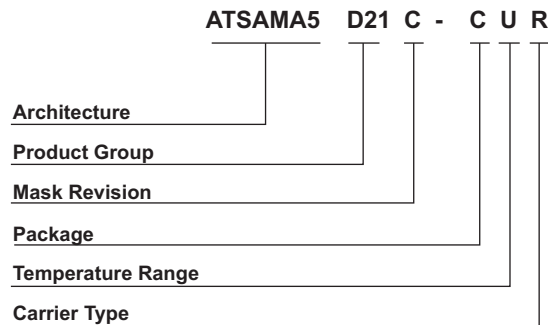 ATSAMA5 D21 C - C U R
Architecture
Product Group
Mask Revision
Package
Temperature Range
Carrier Type